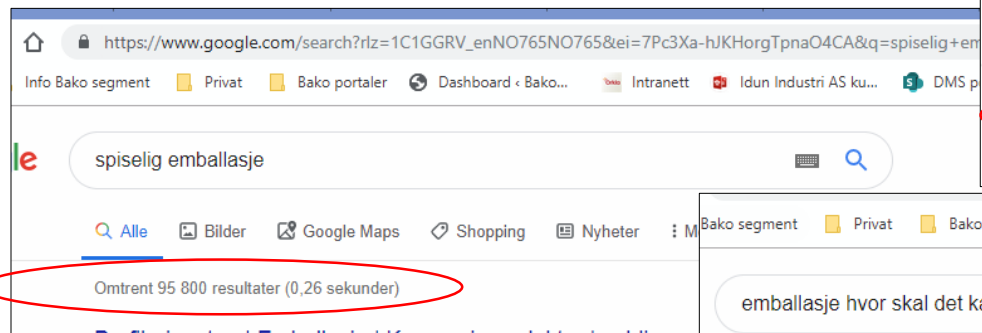 https://www.google.com/search?rlz=1C1GGRV_enNO765NO765&ei=7Pc3Xa-hJKHorgTpnaO4CA&q=spiselig+em
Info Bako segment Privat Bako portaler Dashboard ‹ Bako... Intranett Idun Industri AS ku... DMS p
le spiselig emballasje
Alle Bilder Google Maps Shopping Nyheter M
Omtrent 95 800 resultater (0,26 sekunder)
Bako segment Privat Bako
emballasje hvor skal det ka